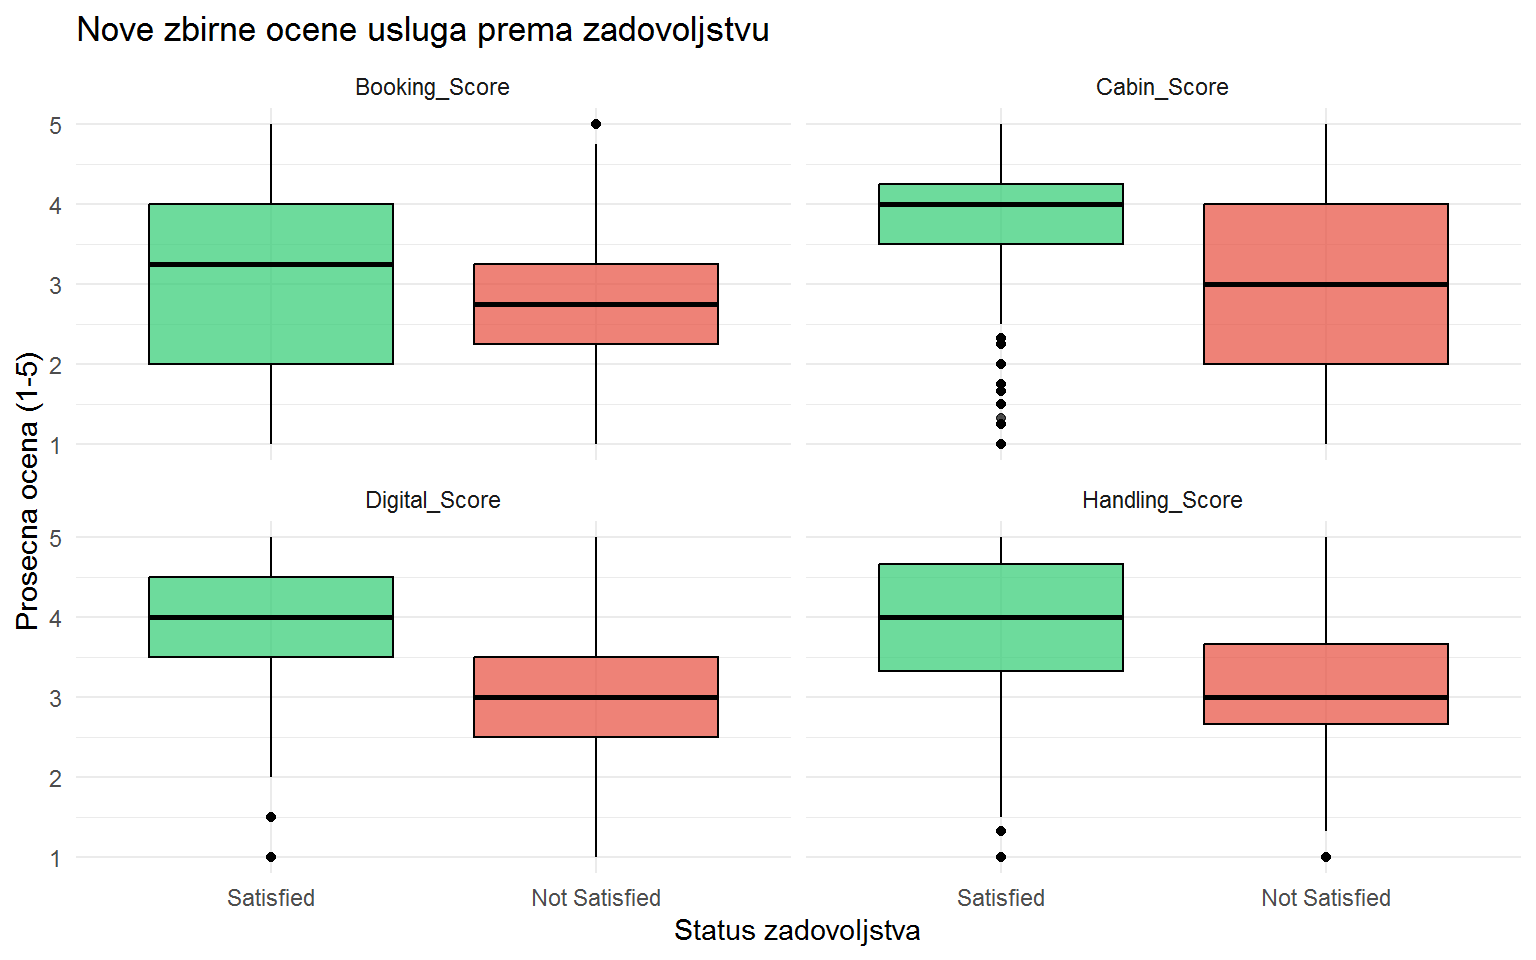 Nove zbirne ocene usluga prema zadovoljstvu
Booking_Score
Cabin_Score
5
4
3
2
1
Digital_Score
Handling_Score
5
4
3
2
1
Prosecna ocena (1-5)
Satisfied
Not Satisfied
Satisfied
Not Satisfied
Status zadovoljstva